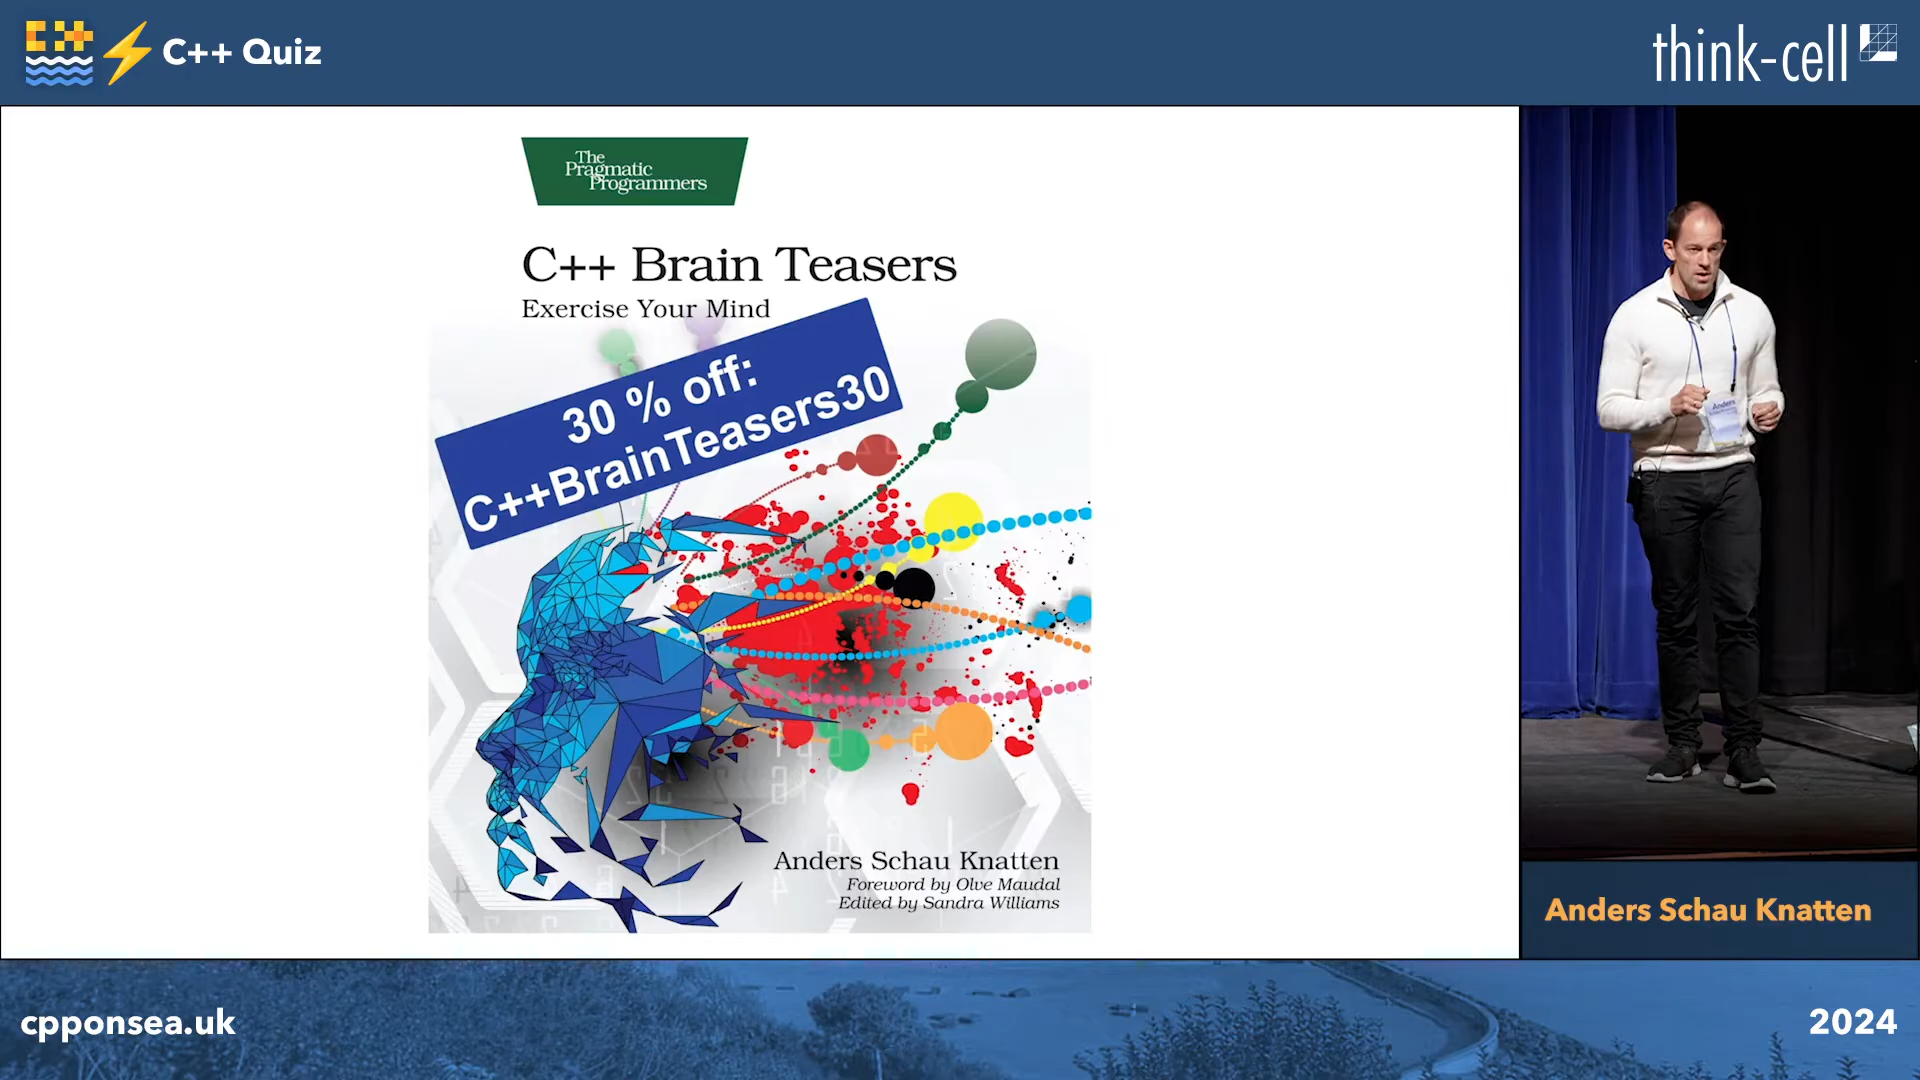 C++ Quiz
think-cell
The
Pragmatic
Programmers
C++ Brain Teasers
Exercise Your Mind
30 % off:
C++BrainTeasers30
Anders Schau Knatten
Foreword by Olve Maudal
Edited by Sandra Williams
Anders
Anders Schau Knatten
cpponsea.uk
2024